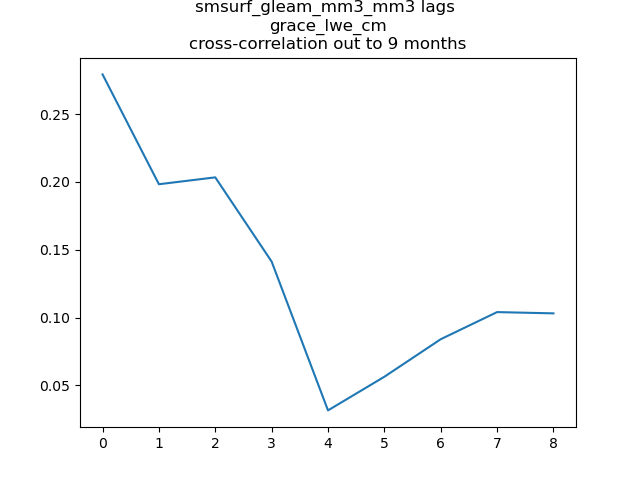 smsurf_gleam_mm3_mm3 lags
grace_lwe_cm
cross-correlation out to 9 months
0.25
0.20
0.15
0.10
0.05
0 1 2 3 4 5 6 7 8